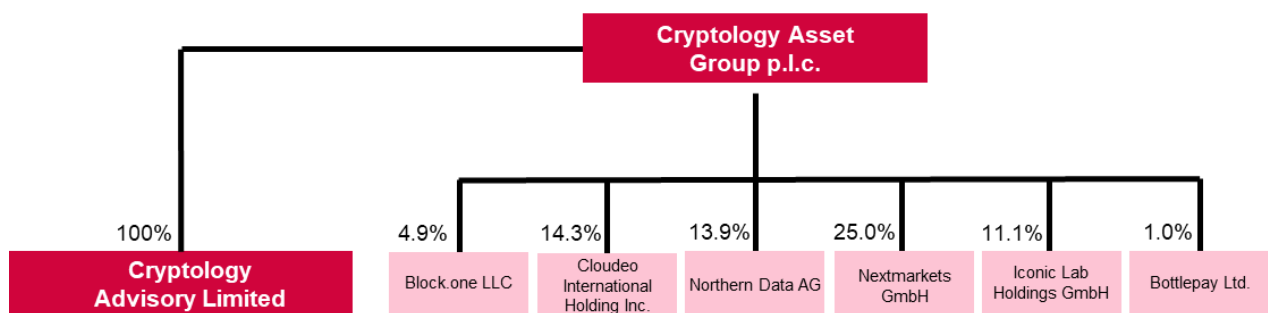 Cryptology Asset
Group p.l.c.
100%
4.9%
14.3%
13.9%
25.0%
11.1%
1.0%
Cryptology
Advisory Limited
Block.one LLC
Cloudeo
International
Holding Inc.
Northern Data AG
Nextmarkets
GmbH
Iconic Lab
Holdings GmbH
Bottlepay Ltd.